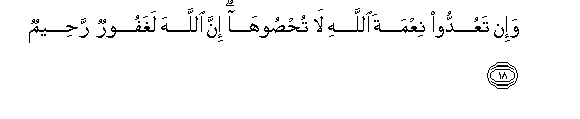 وَإِن تَعُدُّوا۟ نِعْمَةَ ٱللَّهِ لَا تُحْصُوهَآ ۗ إِنَّ ٱللَّهَ لَغَفُورٌ رَّحِيمٌ
١٨